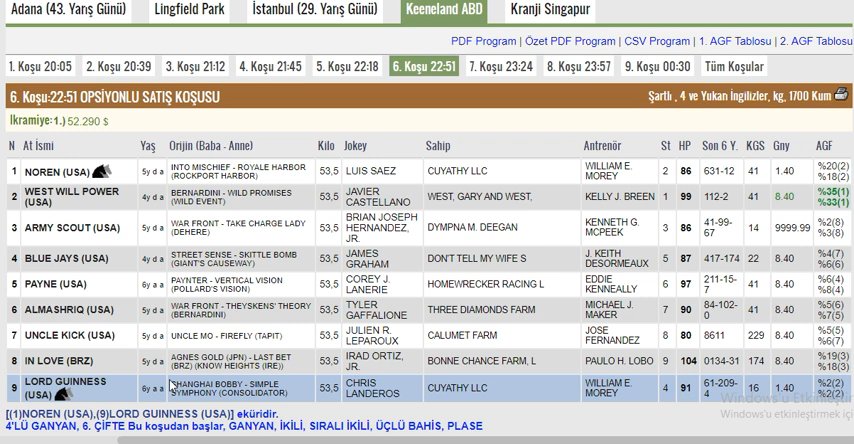 Adana (43. Yarış Günü) Lingfield Park İstanbul (29. Yarış Günü) Keeneland ABD Kranji Singapur
PDF Program | Özet PDF Program | CSV Program | 1. AGF Tablosu | 2. AGF Tablosu
1. Koşu 20:05 2. Koşu 20:39 3. Koşu 21:12 4. Koşu 21:45 5. Koşu 22:18 6. Koşu 22:51 7. Koşu 23:24 8. Koşu 23:57 9. Koşu 00:30 Tüm Koşular
6. Koşu:22:51 OPSİYONLU SATIŞ KOŞUSU Şartlı , 4 ve Yukarı İngilizler, kg, 1700 Kum
Ikramiye:1.) 52.290 $
N At İsmi Yaş Orijin (Baba - Anne) Kilo Jokey Sahip Antrenör St HP Son 6 Y. KGS Gny AGF
1 NOREN (USA) 5y d a INTO MISCHIEF - ROYALE HARBOR (ROCKPORT HARBOR) 53,5 LUIS SAEZ CUYATHY LLC WILLIAM E. MOREY 2 86 631-12 41 1.40 %20(2) %18(2)
2 WEST WILL POWER (USA) 4y d a BERNARDINI - WILD PROMISES (WILD EVENT) 53,5 JAVIER CASTELLANO WEST, GARY AND WEST, KELLY J. BREEN 1 99 112-2 41 8.40 %35(1) %33(1)
3 ARMY SCOUT (USA) 5y d a WAR FRONT - TAKE CHARGE LADY (DEHERE) 53,5 BRIAN JOSEPH HERNANDEZ, JR. DYMPNA M. DEEGAN KENNETH G. MCPEEK 3 86 41-99-67 14 9999.99 %2(8) %3(8)
4 BLUE JAYS (USA) 4y d a STREET SENSE - SKITTLE BOMB (GIANT'S CAUSEWAY) 53,5 JAMES GRAHAM DON'T TELL MY WIFE S J. KEITH DESORMEAUX 5 87 417-174 22 8.40 %4(7) %6(6)
5 PAYNE (USA) 6y a a PAYNTER - VERTICAL VISION (POLLARD'S VISION) 53,5 COREY J. LANERIE HOMEWRECKER RACING L EDDIE KENNEALLY 6 97 211-15-7 41 8.40 %6(4) %8(4)
6 ALMASHRIQ (USA) 5y d a WAR FRONT - THEYSKENS' THEORY (BERNARDINI) 53,5 TYLER GAFFALIONE THREE DIAMONDS FARM MICHAEL J. MAKER 7 90 84-102-0 41 8.40 %5(6) %7(5)
7 UNCLE KICK (USA) 5y d a UNCLE MO - FIREFLY (TAPIT) 53,5 JULIEN R. LEPAROUX CALUMET FARM JOSE FERNANDEZ 8 80 8611 229 8.40 %5(5) %6(7)
8 IN LOVE (BRZ) 5y d a AGNES GOLD (JPN) - LAST BET (BRZ) (KNOW HEIGHTS (IRE)) 53,5 IRAD ORTIZ, JR. BONNE CHANCE FARM, L PAULO H. LOBO 9 104 0134-31 174 8.40 %19(3) %18(3)
9 LORD GUINNESS (USA) 6y a a SHANGHAI BOBBY - SIMPLE SYMPHONY (CONSOLIDATOR) 53,5 CHRIS LANDEROS CUYATHY LLC WILLIAM E. MOREY 4 91 61-209-4 16 1.40 %2(2) %2(2)
Windows'u Etkinleştir
[(1)NOREN (USA),(9)LORD GUINNESS (USA)] eküridir.
Windows'u etkinleştirmek iç
4'LÜ GANYAN, 6. ÇİFTE Bu koşudan başlar, GANYAN, İKİLİ, SIRALI İKİLİ, ÜÇLÜ BAHİS, PLASE